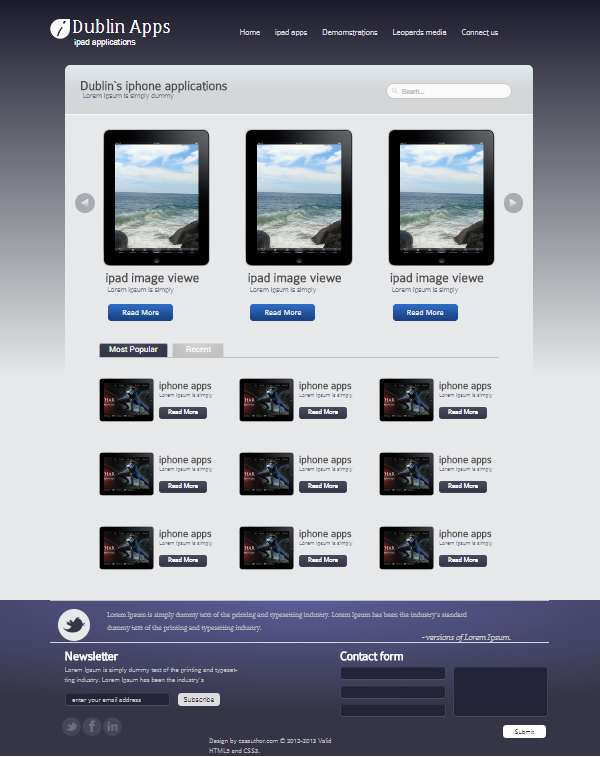 Dublin Apps
ipad applications
Home ipad apps Demomstrations Leopards media Connect us
Dublin`s iphone applications
Lorem Ipsum is simply dummy
Searh...
ipad image viewe ipad image viewe ipad image viewe
Lorem Ipsum is simply Lorem Ipsum is simply Lorem Ipsum is simply
Read More Read More Read More
Most Popular Recent
iphone apps iphone apps iphone apps
Lorem Ipsum is simply Lorem Ipsum is simply Lorem Ipsum is simply
Read More Read More Read More
iphone apps iphone apps iphone apps
Lorem Ipsum is simply Lorem Ipsum is simply Lorem Ipsum is simply
Read More Read More Read More
iphone apps iphone apps iphone apps
Lorem Ipsum is simply Lorem Ipsum is simply Lorem Ipsum is simply
Read More Read More Read More
Lorem Ipsum is simply dummy text of the printing and typesetting industry. Lorem Ipsum has been the industry's standard
dummy text of the printing and typesetting industry.
-versions of Lorem Ipsum.
Newsletter
Lorem Ipsum is simply dummy text of the printing and typeset-
ting industry. Lorem Ipsum has been the industry's
enter your email address Subscribe
Contact form
Submit
Design by cssauthor.com © 2012-2013 Valid
HTML5 and CSS3.